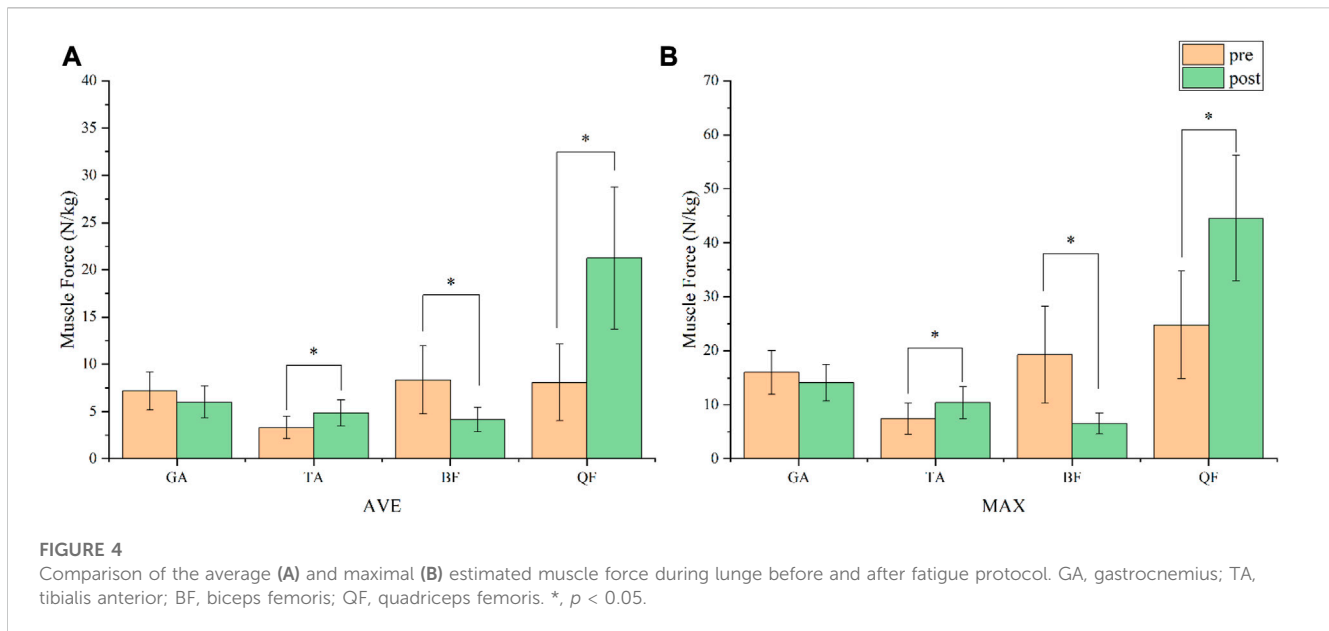 A
40
35
30
25
20
15
10
5
0
Muscle Force (N/kg)
*
*
*
GA TA BF QF
AVE
B
pre
post
70
60
50
40
30
20
10
0
Muscle Force (N/kg)
*
*
*
GA TA BF QF
MAX
FIGURE 4
Comparison of the average (A) and maximal (B) estimated muscle force during lunge before and after fatigue protocol. GA, gastrocnemius; TA,
tibialis anterior; BF, biceps femoris; QF, quadriceps femoris. *, p < 0.05.